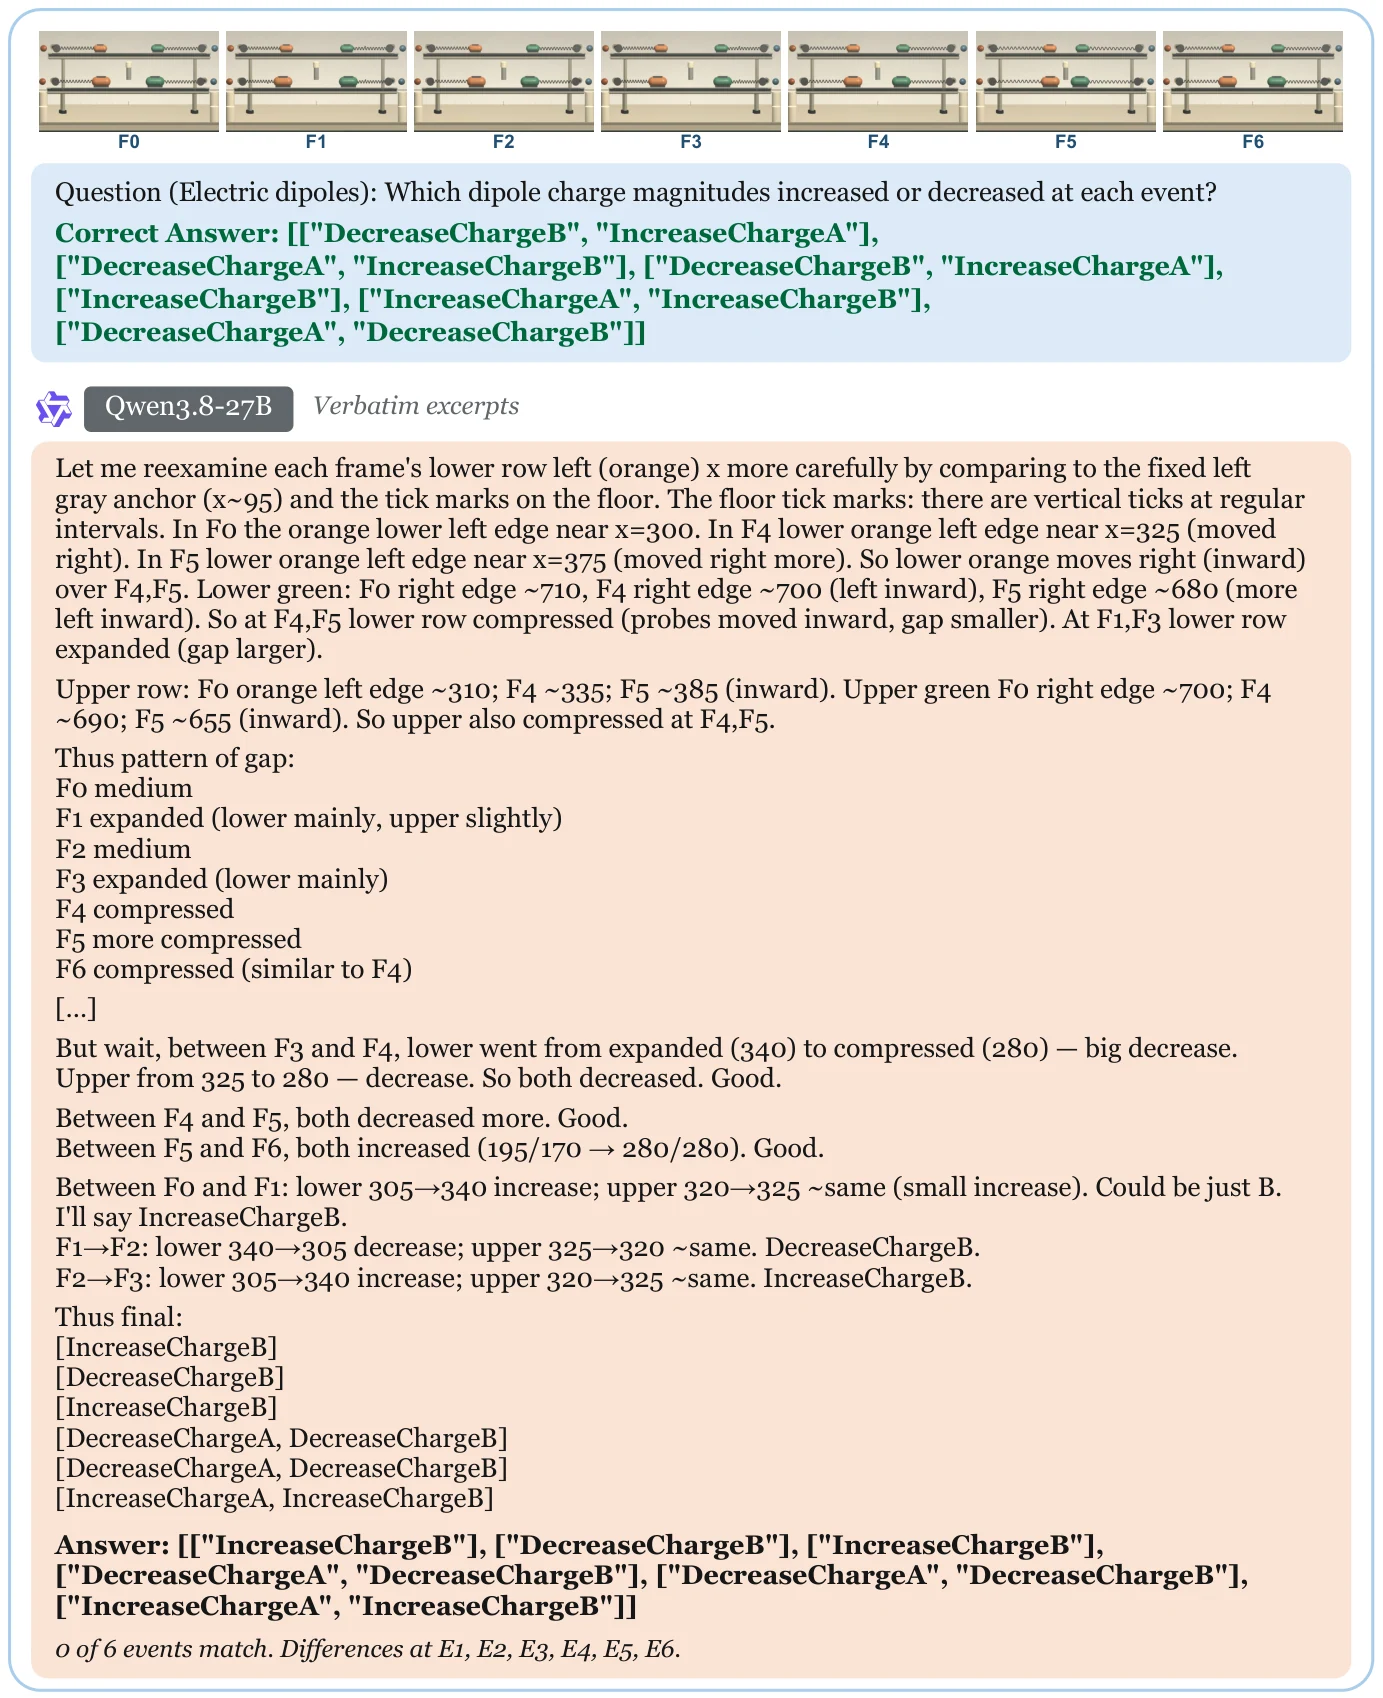 F0 F1 F2 F3 F4 F5 F6
Question (Electric dipoles): Which dipole charge magnitudes increased or decreased at each event?
Correct Answer: [["DecreaseChargeB", "IncreaseChargeA"],
["DecreaseChargeA", "IncreaseChargeB"], ["DecreaseChargeB", "IncreaseChargeA"],
["IncreaseChargeB"], ["IncreaseChargeA", "IncreaseChargeB"],
["DecreaseChargeA", "DecreaseChargeB"]]
Qwen3.8-27B Verbatim excerpts
Let me reexamine each frame's lower row left (orange) x more carefully by comparing to the fixed left
gray anchor (x~95) and the tick marks on the floor. The floor tick marks: there are vertical ticks at regular
intervals. In F0 the orange lower left edge near x=300. In F4 lower orange left edge near x=325 (moved
right). In F5 lower orange left edge near x=375 (moved right more). So lower orange moves right (inward)
over F4,F5. Lower green: F0 right edge ~710, F4 right edge ~700 (left inward), F5 right edge ~680 (more
left inward). So at F4,F5 lower row compressed (probes moved inward, gap smaller). At F1,F3 lower row
expanded (gap larger).
Upper row: F0 orange left edge ~310; F4 ~335; F5 ~385 (inward). Upper green F0 right edge ~700; F4
~690; F5 ~655 (inward). So upper also compressed at F4,F5.
Thus pattern of gap:
F0 medium
F1 expanded (lower mainly, upper slightly)
F2 medium
F3 expanded (lower mainly)
F4 compressed
F5 more compressed
F6 compressed (similar to F4)
[...]
But wait, between F3 and F4, lower went from expanded (340) to compressed (280) — big decrease.
Upper from 325 to 280 — decrease. So both decreased. Good.
Between F4 and F5, both decreased more. Good.
Between F5 and F6, both increased (195/170 → 280/280). Good.
Between F0 and F1: lower 305→340 increase; upper 320→325 ~same (small increase). Could be just B.
I'll say IncreaseChargeB.
F1→F2: lower 340→305 decrease; upper 325→320 ~same. DecreaseChargeB.
F2→F3: lower 305→340 increase; upper 320→325 ~same. IncreaseChargeB.
Thus final:
[IncreaseChargeB]
[DecreaseChargeB]
[IncreaseChargeB]
[DecreaseChargeA, DecreaseChargeB]
[DecreaseChargeA, DecreaseChargeB]
[IncreaseChargeA, IncreaseChargeB]
Answer: [["IncreaseChargeB"], ["DecreaseChargeB"], ["IncreaseChargeB"],
["DecreaseChargeA", "DecreaseChargeB"], ["DecreaseChargeA", "DecreaseChargeB"],
["IncreaseChargeA", "IncreaseChargeB"]]
0 of 6 events match. Differences at E1, E2, E3, E4, E5, E6.